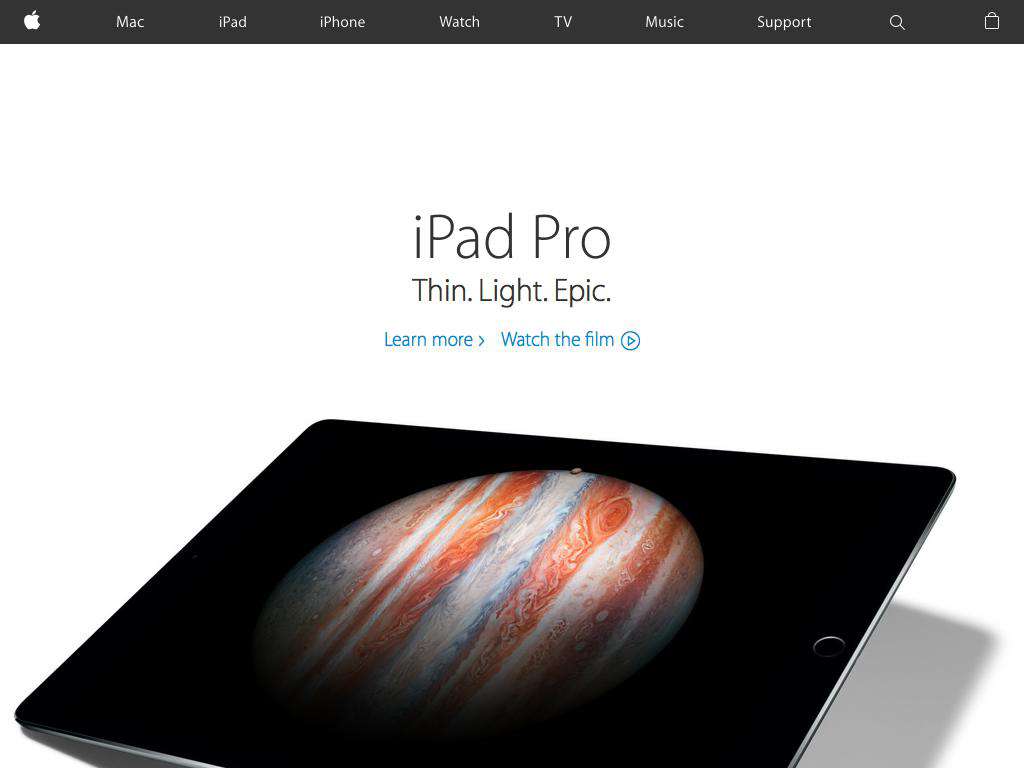 Mac iPad iPhone Watch TV Music Support
iPad Pro
Thin. Light. Epic.
Learn more > Watch the film